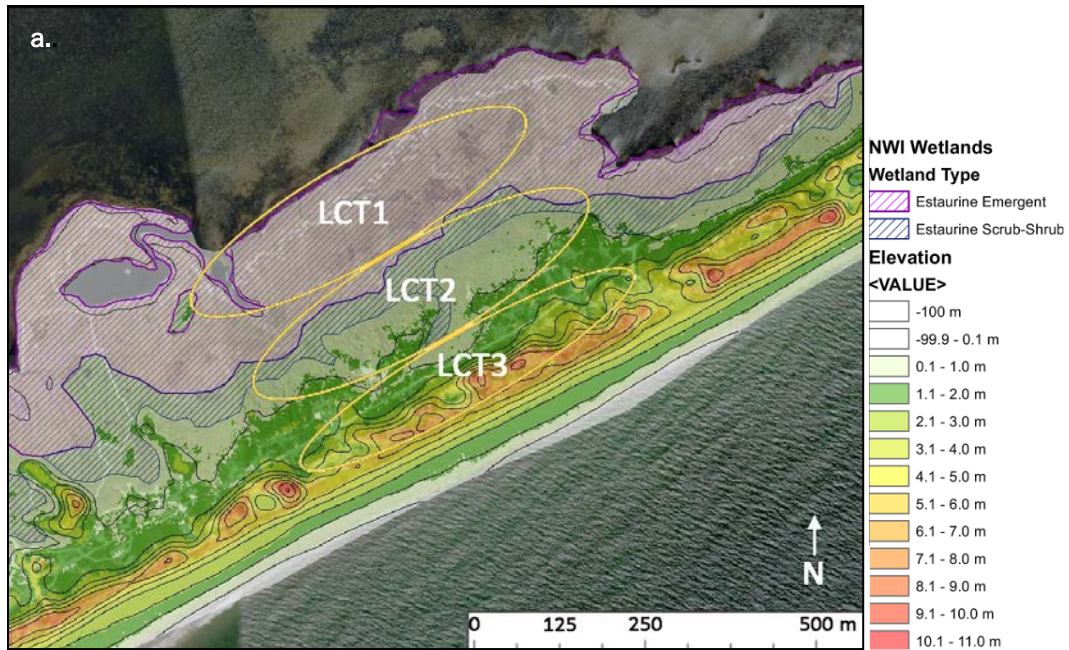 a.
LCT1
LCT2
LCT3
N
0 125 250 500 m
NWI Wetlands
Wetland Type
Estaurine Emergent
Estaurine Scrub-Shrub
Elevation
<VALUE>
-100 m
-99.9 - 0.1 m
0.1 - 1.0 m
1.1 - 2.0 m
2.1 - 3.0 m
3.1 - 4.0 m
4.1 - 5.0 m
5.1 - 6.0 m
6.1 - 7.0 m
7.1 - 8.0 m
8.1 - 9.0 m
9.1 - 10.0 m
10.1 - 11.0 m